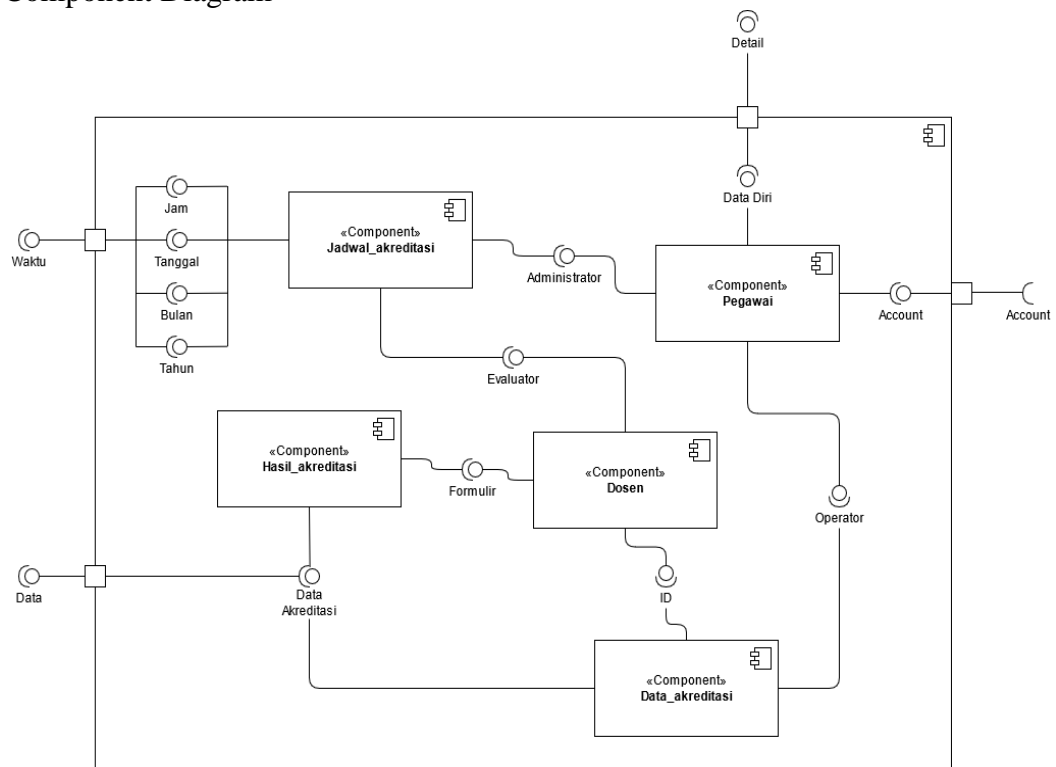 Component Diagram
Detail
Data Diri
Jam
Waktu
Tanggal
«Component»
Jadwal_akreditasi
Administrator
«Component»
Pegawai
Account
Account
Bulan
Tahun
Evaluator
«Component»
Hasil_akreditasi
Formulir
«Component»
Dosen
Operator
Data
Data
Akreditasi
ID
«Component»
Data_akreditasi